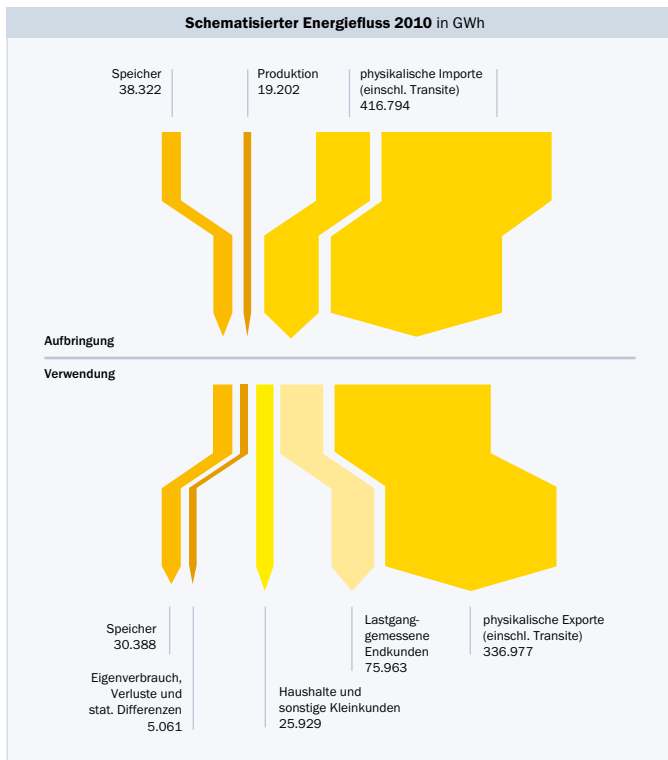 Schematisierter Energiefluss 2010 in GWh
Speicher
38.322
Produktion
19.202
physikalische Importe
(einschl. Transite)
416.794
Aufbringung
Verwendung
Speicher
30.388
Eigenverbrauch,
Verluste und
stat. Differenzen
5.061
Haushalte und
sonstige Kleinkunden
25.929
Lastgang-
gemessene
Endkunden
75.963
physikalische Exporte
(einschl. Transite)
336.977